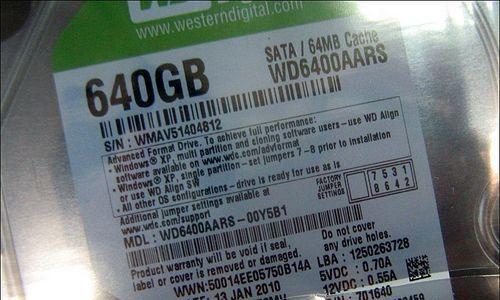 www.westerndigital.com
SATA / 64MB Cache
640GB WD6400AARS
S/N: WMAV51404812
Advanced Format Drive. To achieve full performance:
• Windows® XP, multi partition and cloning software users – use WD Align
software available on www.wdc.com/advformat
• Windows® XP, single partition – set jumpers 7 – 8 prior to installation
or use WD Align SW
• All other OS configurations – drive is ready for use as is
Additional jumper settings available at
www.wdc.com/support
FACTORY
JUMPER
SETTINGS
7 5 3 1
8 6 4 2
MDL: WD6400AARS–00Y5B1
Product warranty will be void if seal,
label or cover is removed or damaged.
Do not cover
any drive holes.
WWN: 50014EE05750B14A
LBA: 1250263728
13 JAN 2010
5VDC: 0.70A
12VDC: 0.55A